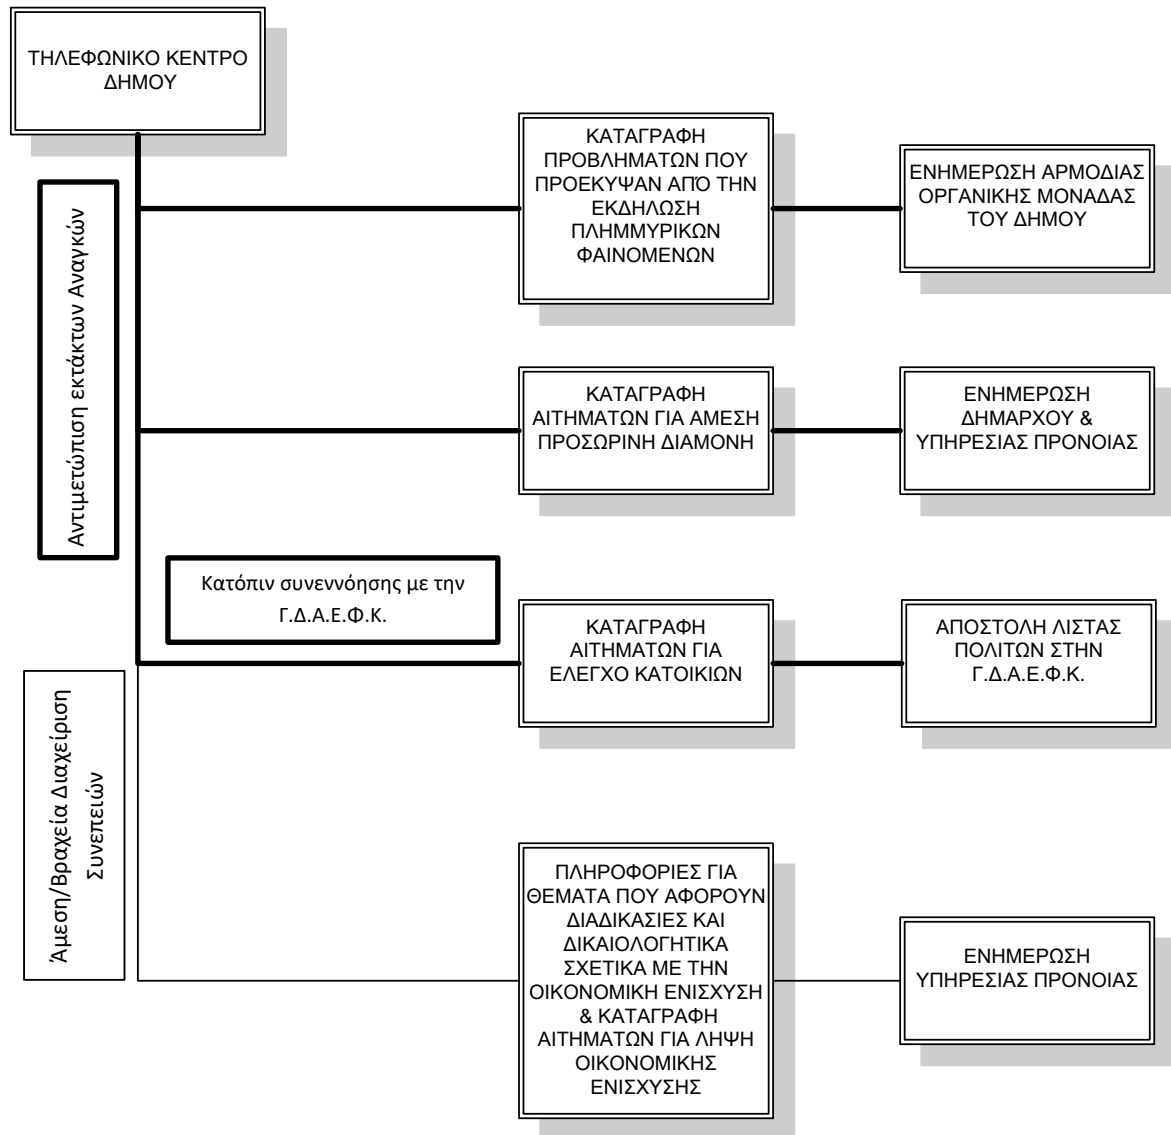 ΤΗΛΕΦΩΝΙΚΟ ΚΕΝΤΡΟ
ΔΗΜΟΥ
Αντιμετώπιση εκτάκτων Αναγκών
ΚΑΤΑΓΡΑΦΗ
ΠΡΟΒΛΗΜΑΤΩΝ ΠΟΥ
ΠΡΟΕΚΥΨΑΝ ΑΠΌ ΤΗΝ
ΕΚΔΗΛΩΣΗ
ΠΛΗΜΜΥΡΙΚΩΝ
ΦΑΙΝΟΜΕΝΩΝ
ΕΝΗΜΕΡΩΣΗ ΑΡΜΟΔΙΑΣ
ΟΡΓΑΝΙΚΗΣ ΜΟΝΑΔΑΣ
ΤΟΥ ΔΗΜΟΥ
ΚΑΤΑΓΡΑΦΗ
ΑΙΤΗΜΑΤΩΝ ΓΙΑ ΑΜΕΣΗ
ΠΡΟΣΩΡΙΝΗ ΔΙΑΜΟΝΗ
ΕΝΗΜΕΡΩΣΗ
ΔΗΜΑΡΧΟΥ &
ΥΠΗΡΕΣΙΑΣ ΠΡΟΝΟΙΑΣ
Κατόπιν συνεννόησης με την
Γ.Δ.Α.Ε.Φ.Κ.
ΚΑΤΑΓΡΑΦΗ
ΑΙΤΗΜΑΤΩΝ ΓΙΑ
ΕΛΕΓΧΟ ΚΑΤΟΙΚΙΩΝ
ΑΠΟΣΤΟΛΗ ΛΙΣΤΑΣ
ΠΟΛΙΤΩΝ ΣΤΗΝ
Γ.Δ.Α.Ε.Φ.Κ.
Άμεση/Βραχεία Διαχείριση
Συνεπειών
ΠΛΗΡΟΦΟΡΙΕΣ ΓΙΑ
ΘΕΜΑΤΑ ΠΟΥ ΑΦΟΡΟΥΝ
ΔΙΑΔΙΚΑΣΙΕΣ ΚΑΙ
ΔΙΚΑΙΟΛΟΓΗΤΙΚΑ
ΣΧΕΤΙΚΑ ΜΕ ΤΗΝ
ΟΙΚΟΝΟΜΙΚΗ ΕΝΙΣΧΥΣΗ
& ΚΑΤΑΓΡΑΦΗ
ΑΙΤΗΜΑΤΩΝ ΓΙΑ ΛΗΨΗ
ΟΙΚΟΝΟΜΙΚΗΣ
ΕΝΙΣΧΥΣΗΣ
ΕΝΗΜΕΡΩΣΗ
ΥΠΗΡΕΣΙΑΣ ΠΡΟΝΟΙΑΣ